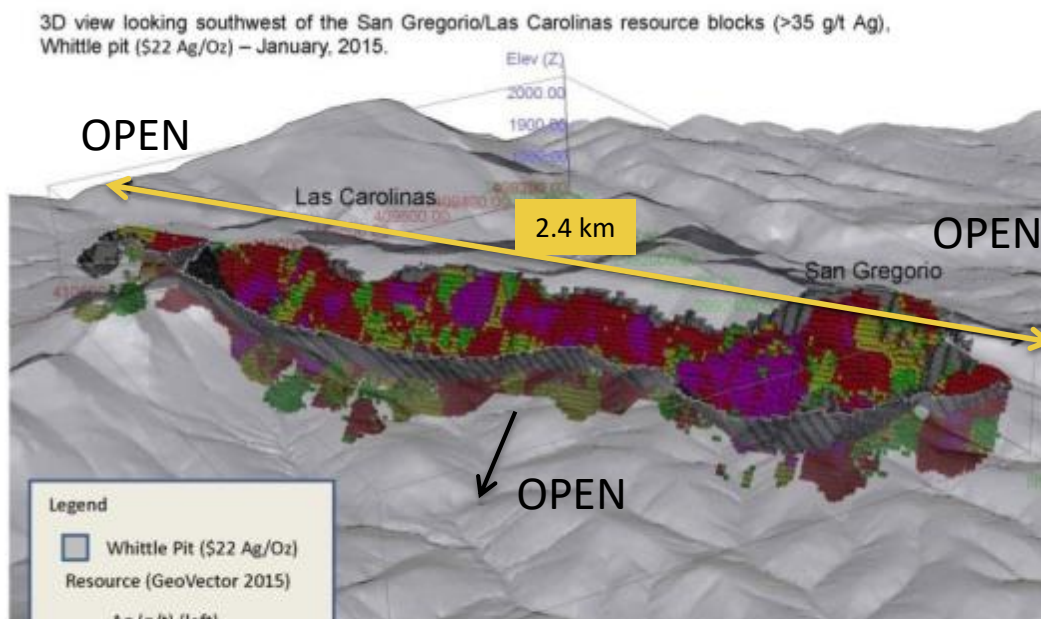 3D view looking southwest of the San Gregorio/Las Carolinas resource blocks (>35 g/t Ag),
Whittle pit ($22 Ag/Oz) – January, 2015.
Elev (Z)
2000.00
1900.00
OPEN
Las Carolinas
409600.00
2.4 km
OPEN
San Gregorio
OPEN
Legend
Whittle Pit ($22 Ag/Oz)
Resource (GeoVector 2015)